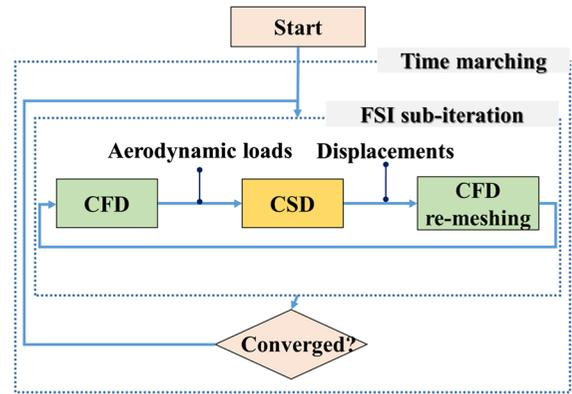 Start
Time marching
FSI sub-iteration
Aerodynamic loads
Displacements
CFD
CSD
CFD
re-meshing
Converged?